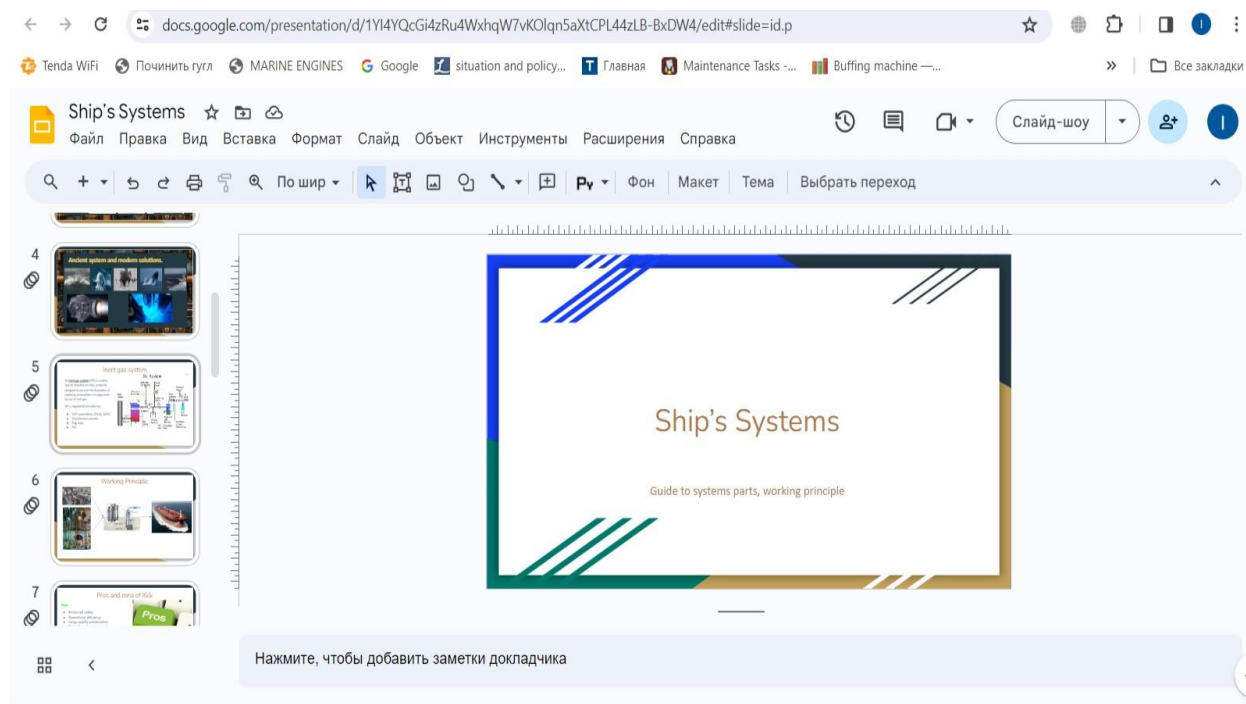 docs.google.com/presentation/d/1YI4YQcGi4zRu4WxhqW7vKOlqn5aXtCPL44zLB-BxDW4/edit#slide=id.p
Tenda WiFi Починить гугл MARINE ENGINES Google situation and policy... Главная Maintenance Tasks -... Buffing machine —... » Все закладки
Ship's Systems
Файл Правка Вид Вставка Формат Слайд Объект Инструменты Расширения Справка
Слайд-шоу
I
По шир Фон Макет Тема Выбрать переход
4
Ancient system and modern solutions.
5
Inert gas system
6
Working Principle
7
Pros and cons of IGS
Pros
Ship's Systems
Guide to systems parts, working principle
Нажмите, чтобы добавить заметки докладчика